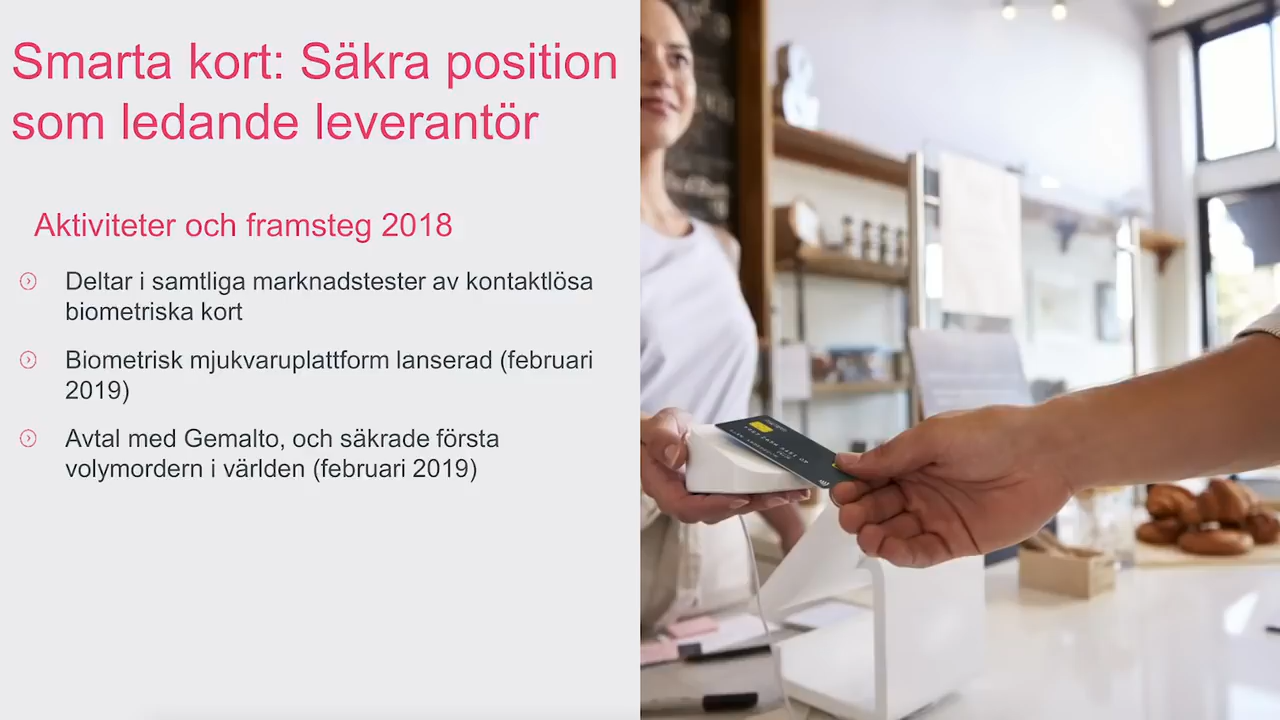 Smarta kort: Säkra position
som ledande leverantör
Aktiviteter och framsteg 2018
Deltar i samtliga marknadstester av kontaktlösa
biometriska kort
Biometrisk mjukvaruplattform lanserad (februari
2019)
Avtal med Gemalto, och säkrade första
volymordern i världen (februari 2019)